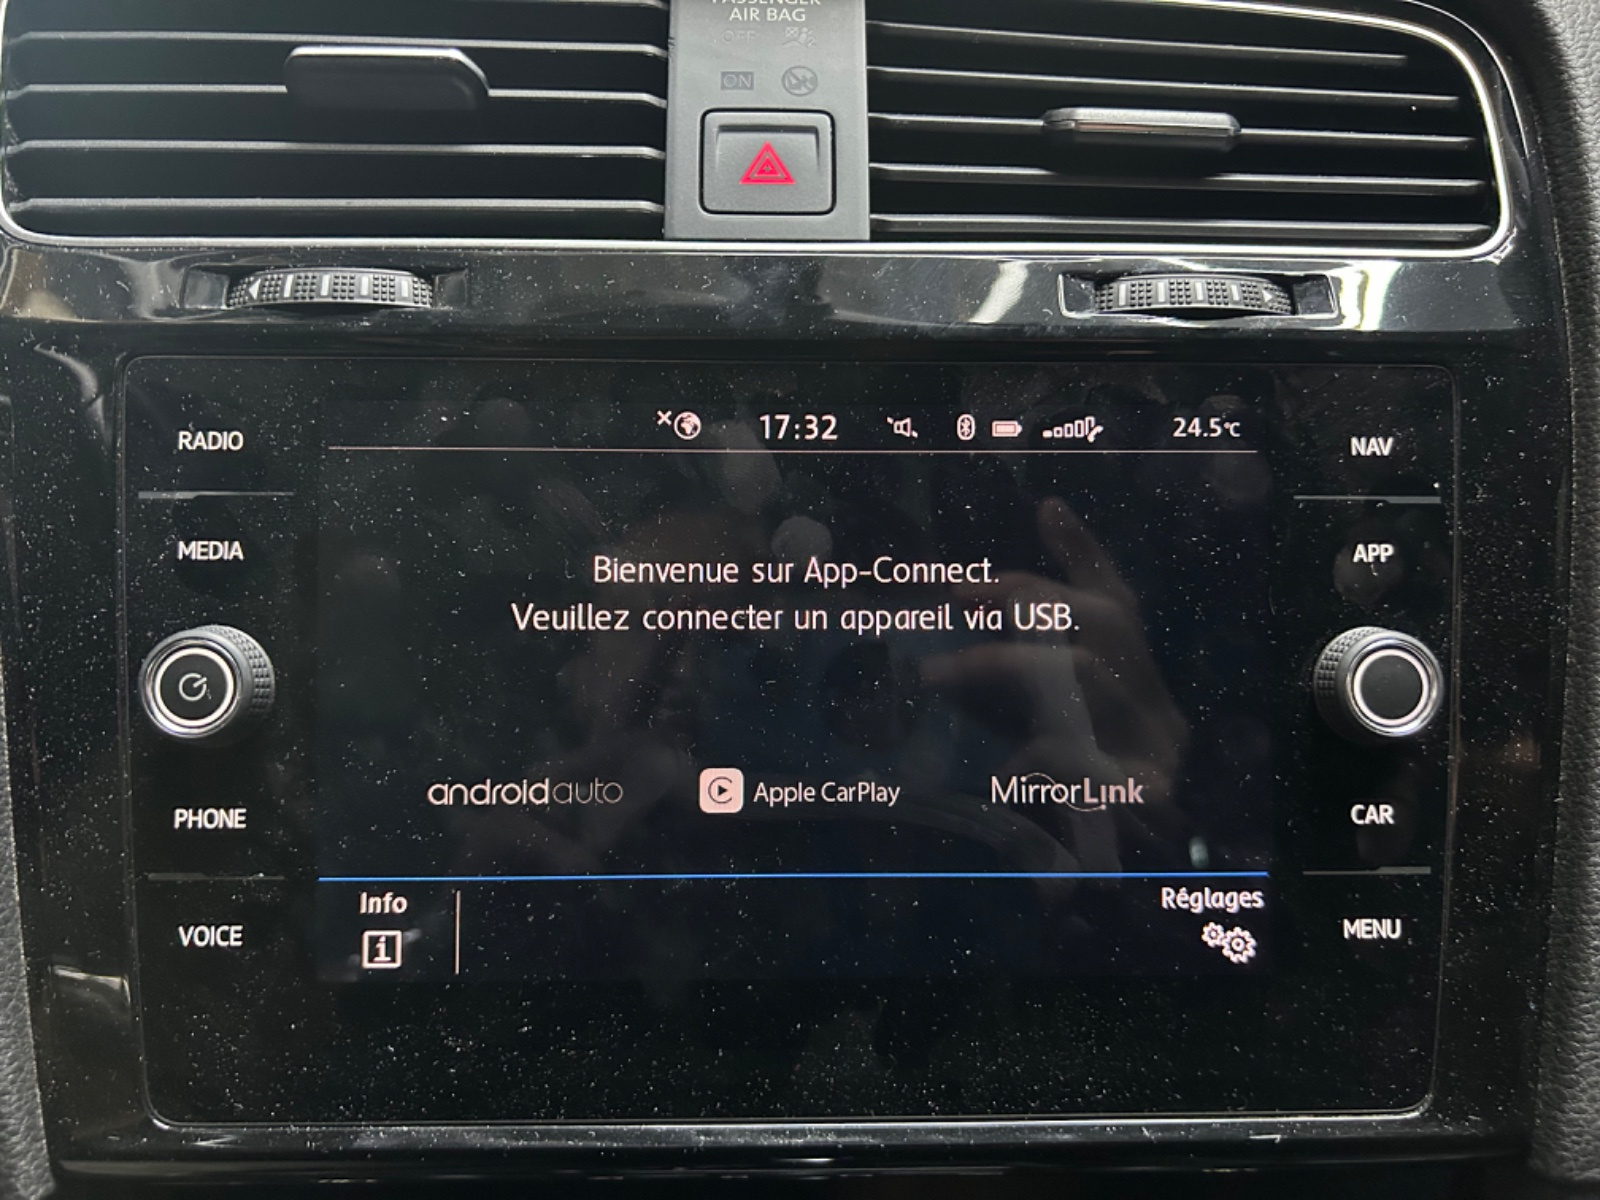 PASSENGER
AIR BAG
OFF
ON
17:32
24.5°C
RADIO
NAV
MEDIA
APP
Bienvenue sur App-Connect.
Veuillez connecter un appareil via USB.
androidauto
Apple CarPlay
MirrorLink
PHONE
CAR
Info
Réglages
VOICE
MENU